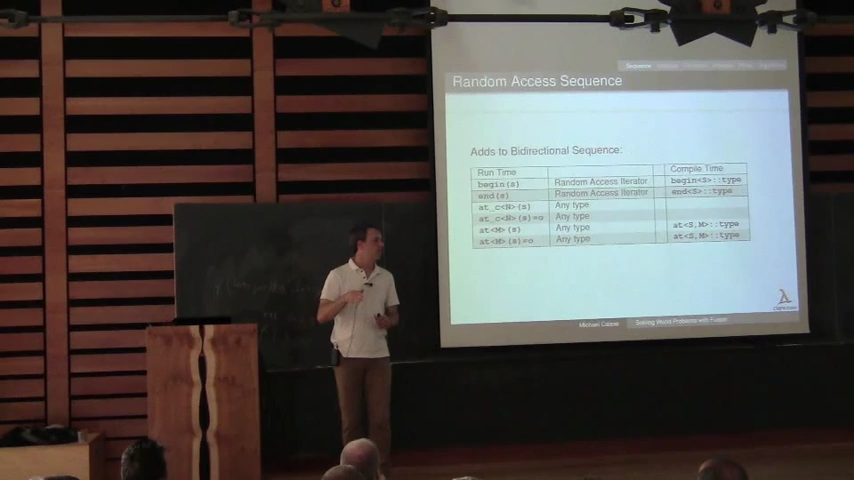 Sequence
Random Access Sequence
Adds to Bidirectional Sequence:
Run Time Compile Time
begin(s) Random Access Iterator begin<S>::type
end(s) Random Access Iterator end<S>::type
at_c<N>(s) Any type
at_c<N>(s)=o Any type
at<M>(s) Any type at<S,M>::type
at<M>(s)=o Any type at<S,M>::type
Michael Caisse Solving World Problems with Fusion